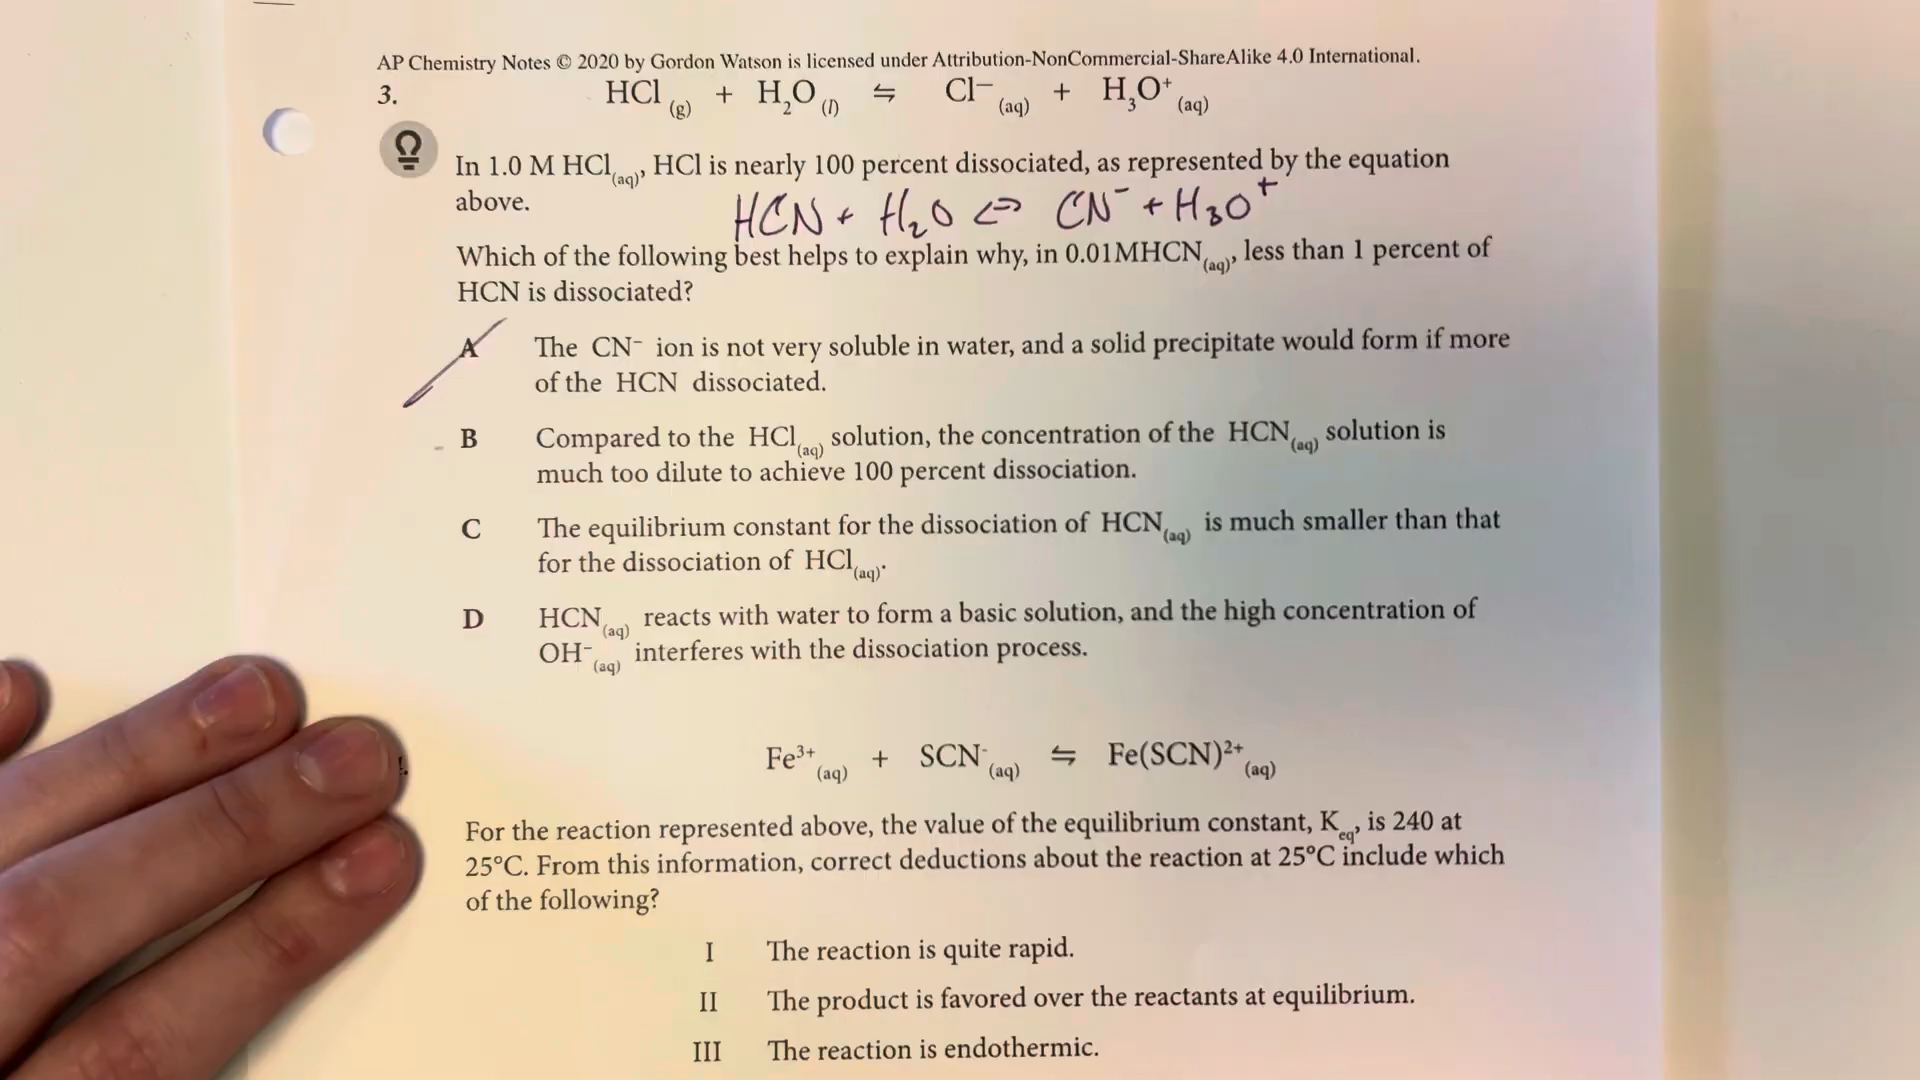 AP Chemistry Notes © 2020 by Gordon Watson is licensed under Attribution-NonCommercial-ShareAlike 4.0 International.
3. HCl (g) + H₂O (l) ⇋ Cl⁻ (aq) + H₃O⁺ (aq)
In 1.0 M HCl(aq), HCl is nearly 100 percent dissociated, as represented by the equation
above.
HCN + H₂O ⇔ CN⁻ + H₃O⁺
Which of the following best helps to explain why, in 0.01MHCN(aq), less than 1 percent of
HCN is dissociated?
A The CN⁻ ion is not very soluble in water, and a solid precipitate would form if more
of the HCN dissociated.
B Compared to the HCl(aq) solution, the concentration of the HCN(aq) solution is
much too dilute to achieve 100 percent dissociation.
C The equilibrium constant for the dissociation of HCN(aq) is much smaller than that
for the dissociation of HCl(aq).
D HCN(aq) reacts with water to form a basic solution, and the high concentration of
OH⁻(aq) interferes with the dissociation process.
Fe³⁺(aq) + SCN⁻(aq) ⇋ Fe(SCN)²⁺(aq)
For the reaction represented above, the value of the equilibrium constant, Keq, is 240 at
25°C. From this information, correct deductions about the reaction at 25°C include which
of the following?
I The reaction is quite rapid.
II The product is favored over the reactants at equilibrium.
III The reaction is endothermic.